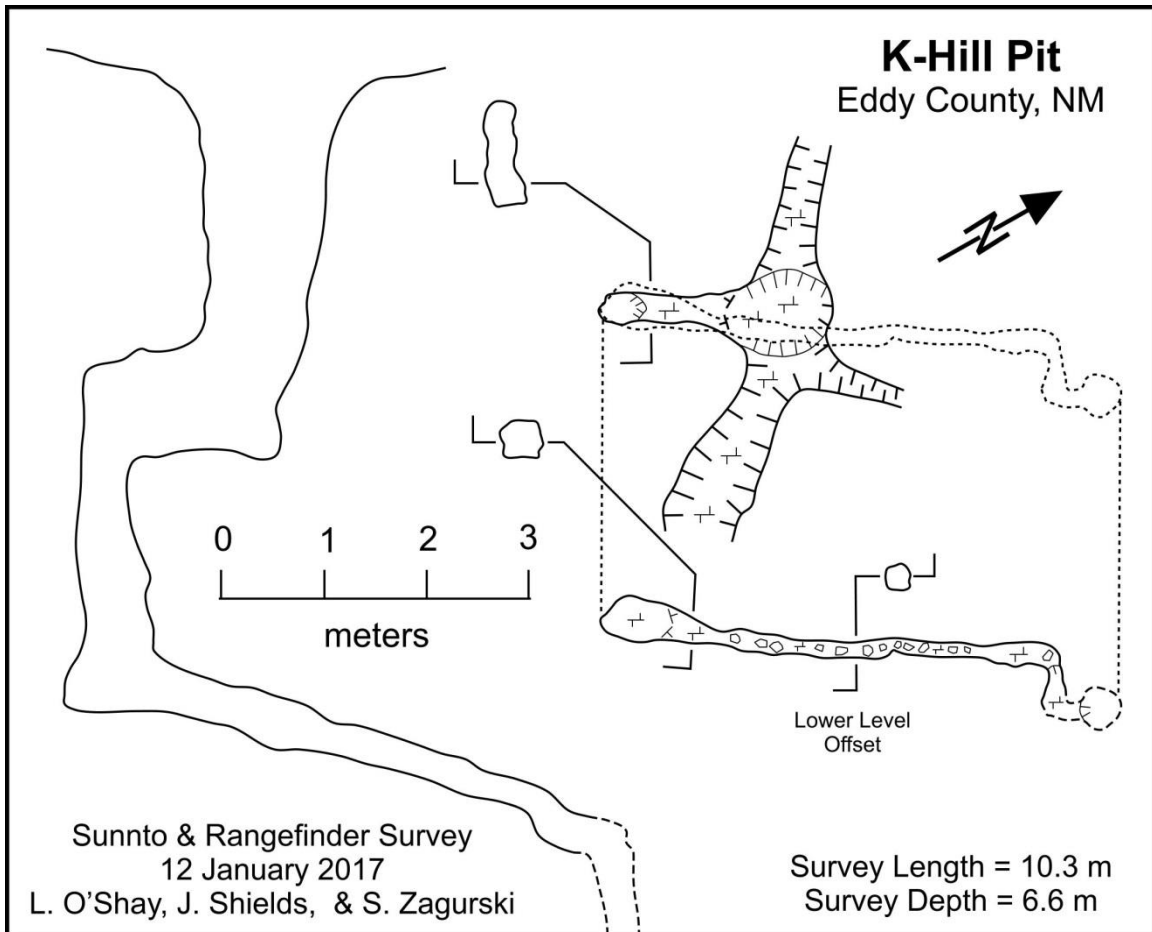 K-Hill Pit
Eddy County, NM
N
0 1 2 3
meters
Lower Level
Offset
Sunnto & Rangefinder Survey
12 January 2017
L. O'Shay, J. Shields, & S. Zagurski
Survey Length = 10.3 m
Survey Depth = 6.6 m